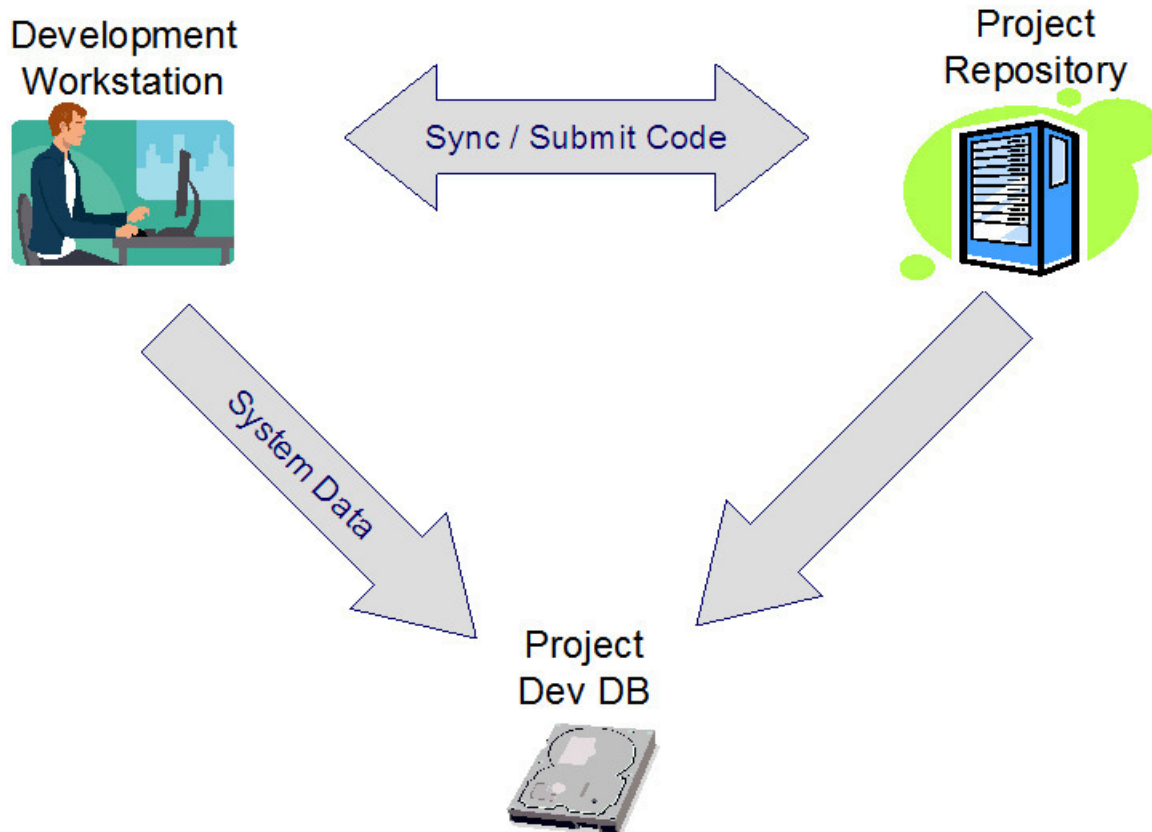 Development
Workstation
Project
Repository
Sync / Submit Code
System Data
Project
Dev DB